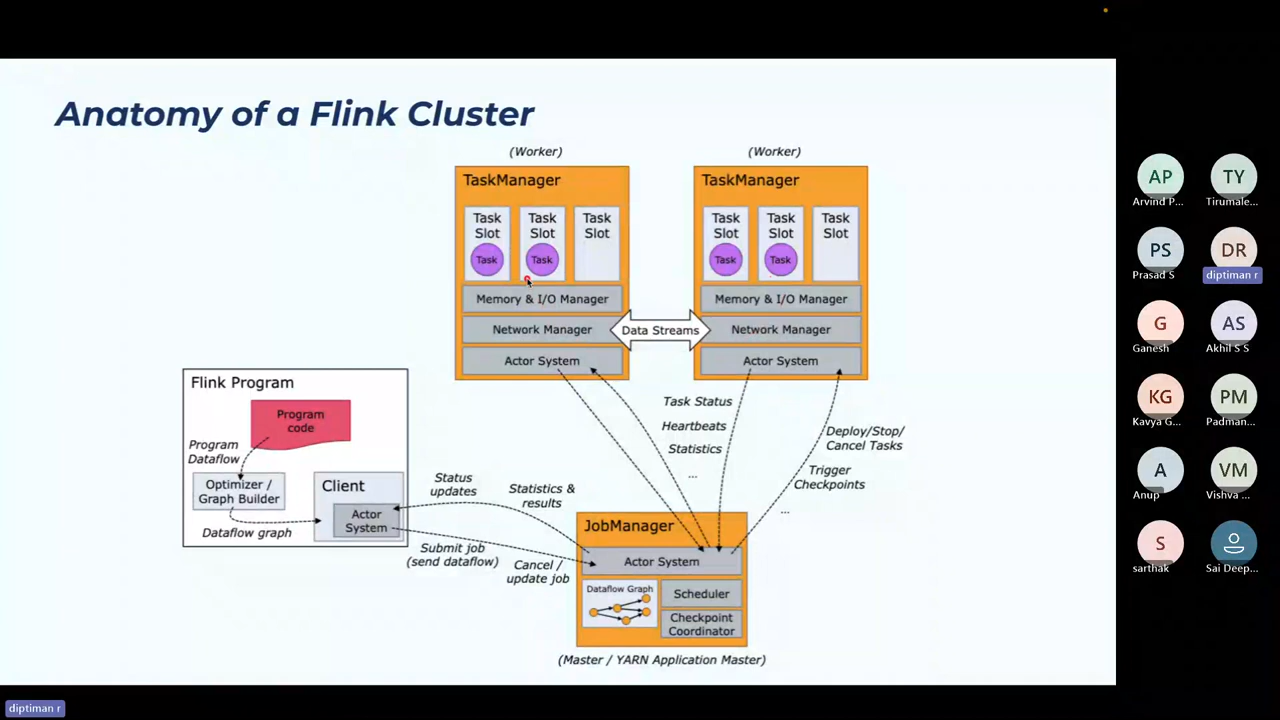 Anatomy of a Flink Cluster
(Worker)
(Worker)
TaskManager
Task
Slot
Task
Task
Slot
Task
Task
Slot
Memory & I/O Manager
Network Manager
Actor System
TaskManager
Task
Slot
Task
Task
Slot
Task
Task
Slot
Memory & I/O Manager
Network Manager
Actor System
Data Streams
Flink Program
Program
code
Program
Dataflow
Optimizer /
Graph Builder
Dataflow graph
Client
Actor
System
Status
updates
Statistics &
results
Submit job
(send dataflow)
Cancel /
update job
Task Status
Heartbeats
Statistics
...
Deploy/Stop/
Cancel Tasks
Trigger
Checkpoints
...
JobManager
Actor System
Dataflow Graph
Scheduler
Checkpoint
Coordinator
(Master / YARN Application Master)
AP
Arvind P...
TY
Tirumale...
PS
Prasad S
DR
diptiman r
G
Ganesh
AS
Akhil S S
KG
Kavya G...
PM
Padman...
A
Anup
VM
Vishva ...
S
sarthak
Sai Deep...
diptiman r